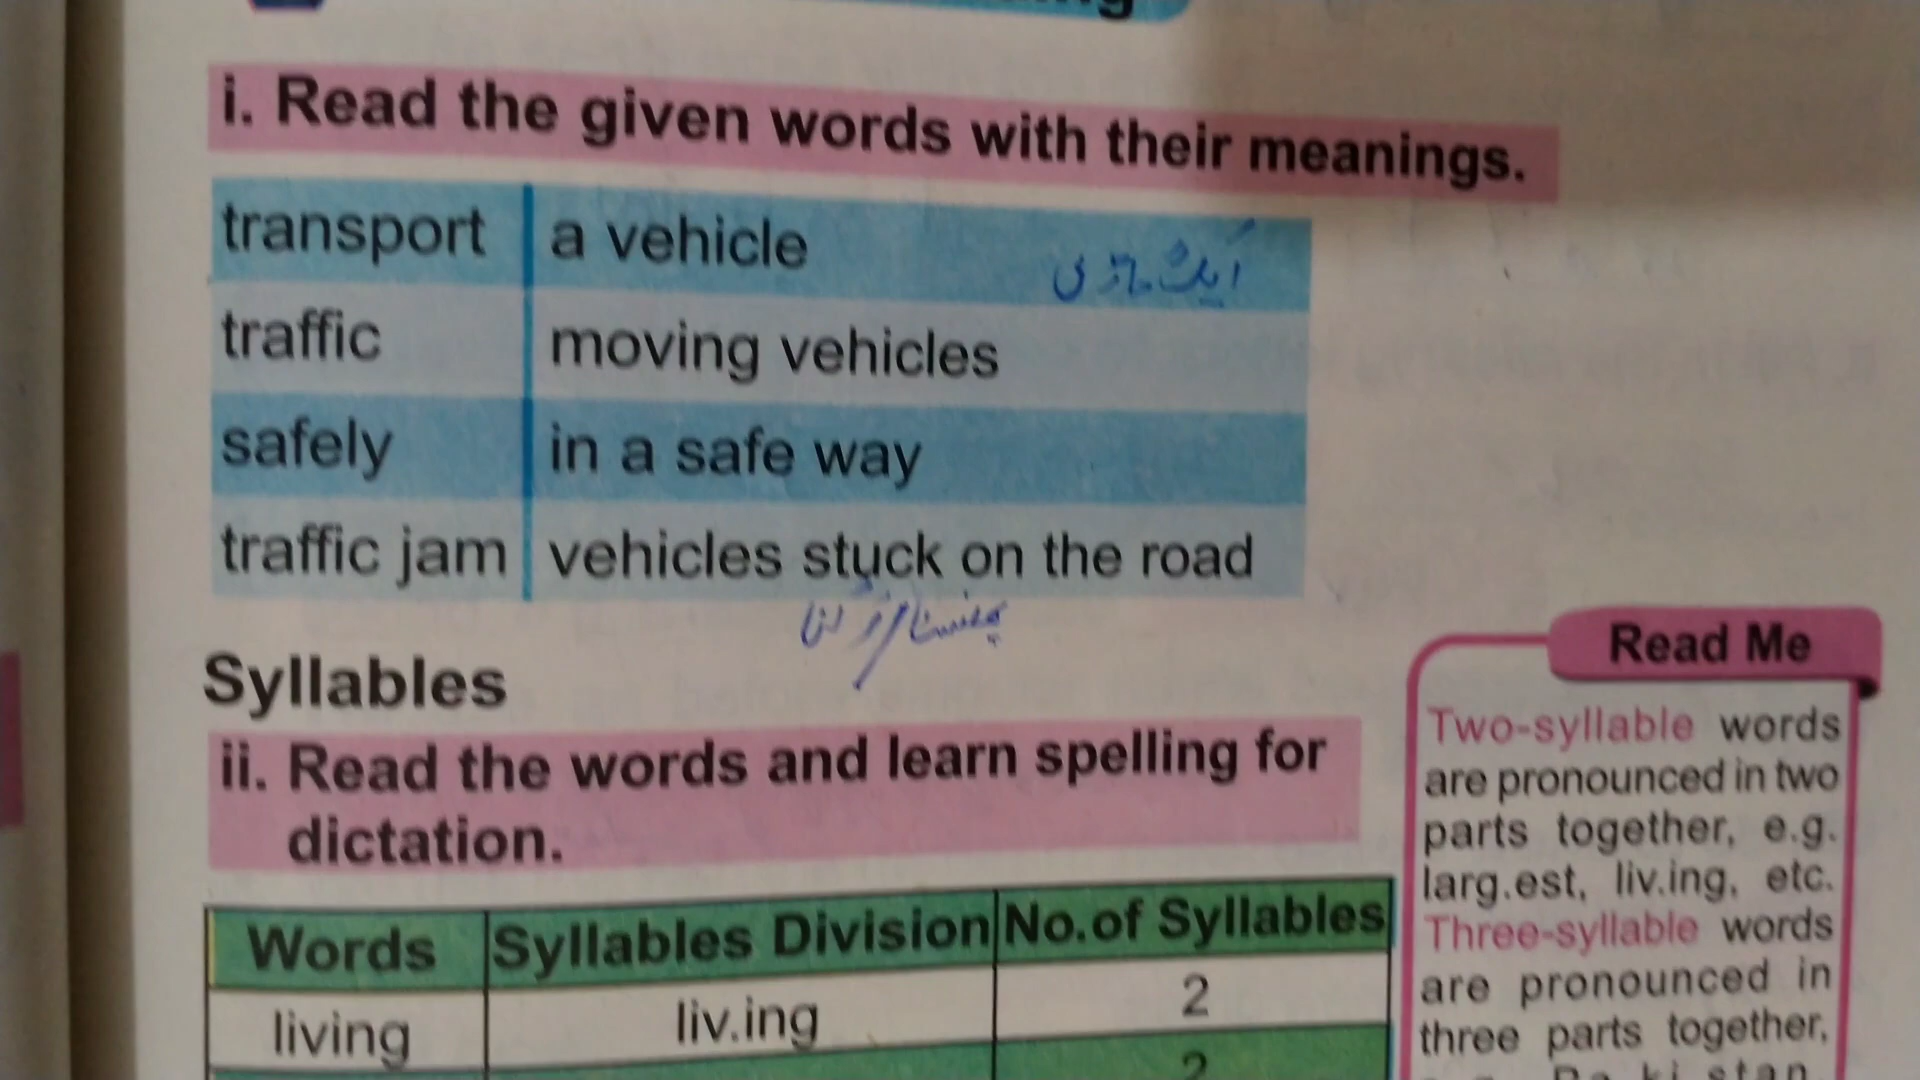 i. Read the given words with their meanings.
transport a vehicle ایک گاڑی
traffic moving vehicles
safely in a safe way
traffic jam vehicles stuck on the road
پھنسنا
Syllables
ii. Read the words and learn spelling for
dictation.
Words Syllables Division No.of Syllables
living liv.ing 2
2
Read Me
Two-syllable words
are pronounced in two
parts together, e.g.
larg.est, liv.ing, etc.
Three-syllable words
are pronounced in
three parts together,